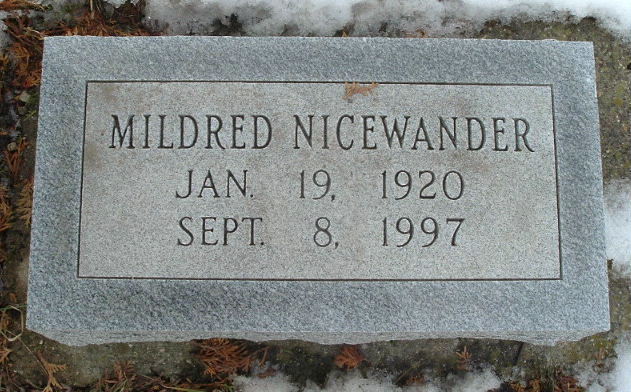 MILDRED NICEWANDER
JAN. 19, 1920
SEPT. 8, 1997